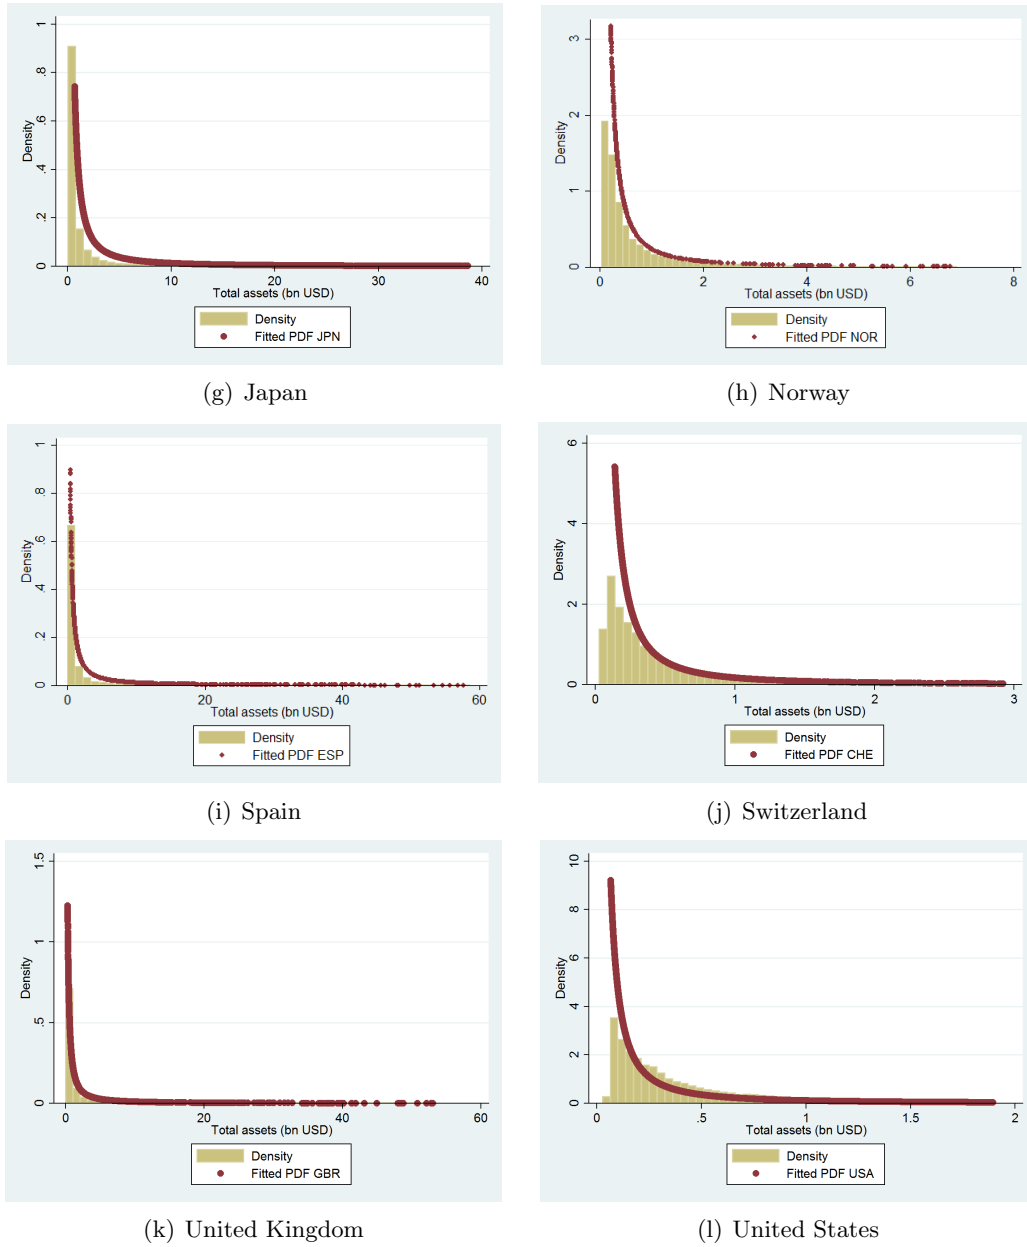 1
.8
.6
.4
.2
0
Density
0 10 20 30 40
Total assets (bn USD)
Density
Fitted PDF JPN
(g) Japan
3
2
1
0
Density
0 2 4 6 8
Total assets (bn USD)
Density
Fitted PDF NOR
(h) Norway
1
.8
.6
.4
.2
0
Density
0 20 40 60
Total assets (bn USD)
Density
Fitted PDF ESP
(i) Spain
6
4
2
0
Density
0 1 2 3
Total assets (bn USD)
Density
Fitted PDF CHE
(j) Switzerland
1.5
1
.5
0
Density
0 20 40 60
Total assets (bn USD)
Density
Fitted PDF GBR
(k) United Kingdom
10
8
6
4
2
0
Density
0 .5 1 1.5 2
Total assets (bn USD)
Density
Fitted PDF USA
(l) United States